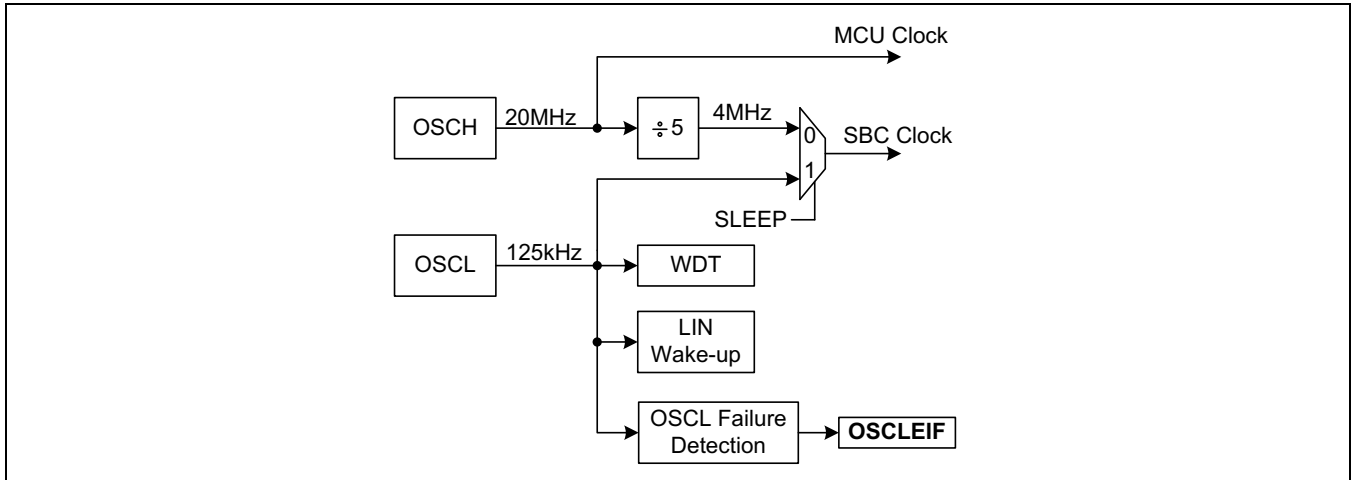 MCU Clock
OSCH
20MHz
÷5
4MHz
0
1
SBC Clock
SLEEP
OSCL
125kHz
WDT
LIN
Wake-up
OSCL Failure
Detection
OSCLEIF